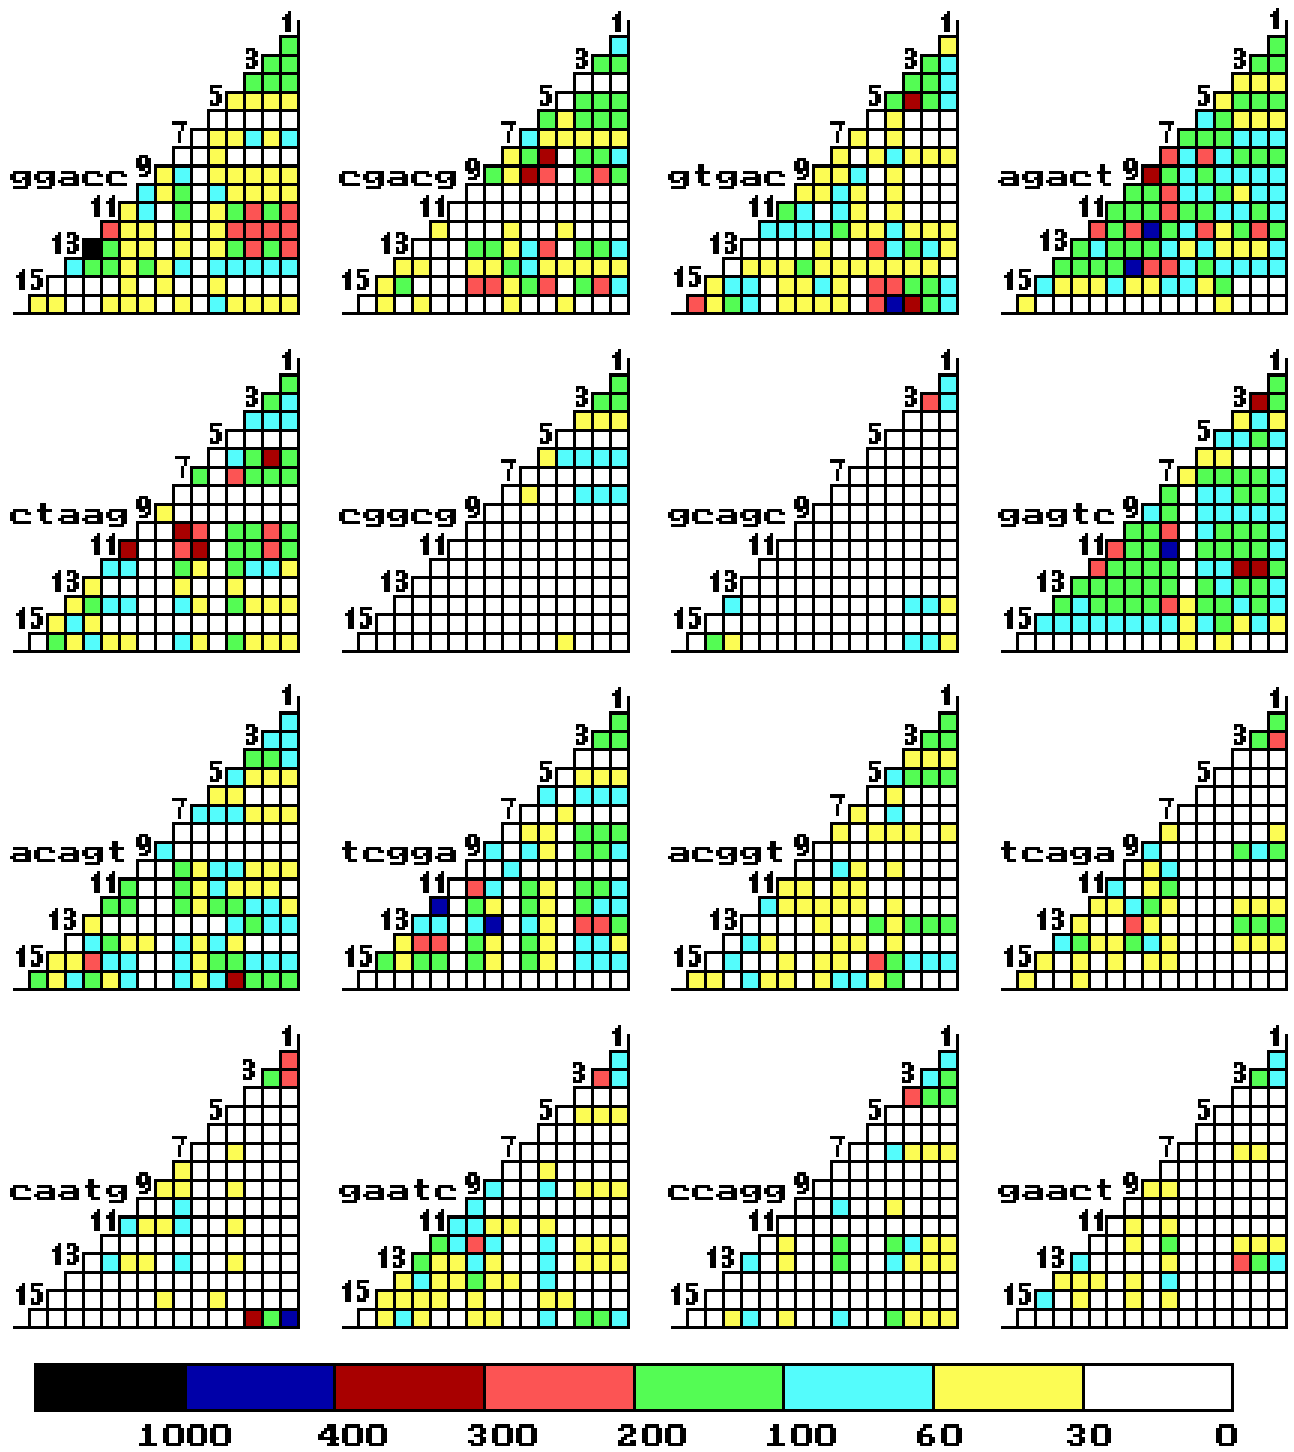 1 1 1 1
3 3 3 3
5 5 5 5
7 7 7 7
ggacc 9 cgacg 9 gtgac 9 agact 9
11 11 11 11
13 13 13 13
15 15 15 15
1 1 1 1
3 3 3 3
5 5 5 5
7 7 7 7
ctaag 9 cggcg 9 gcagc 9 gagtc 9
11 11 11 11
13 13 13 13
15 15 15 15
1 1 1 1
3 3 3 3
5 5 5 5
7 7 7 7
acagt 9 tcgga 9 acggt 9 tcaga 9
11 11 11 11
13 13 13 13
15 15 15 15
1 1 1 1
3 3 3 3
5 5 5 5
7 7 7 7
caatg 9 gaatc 9 ccagg 9 gaact 9
11 11 11 11
13 13 13 13
15 15 15 15
1000 400 300 200 100 60 30 0